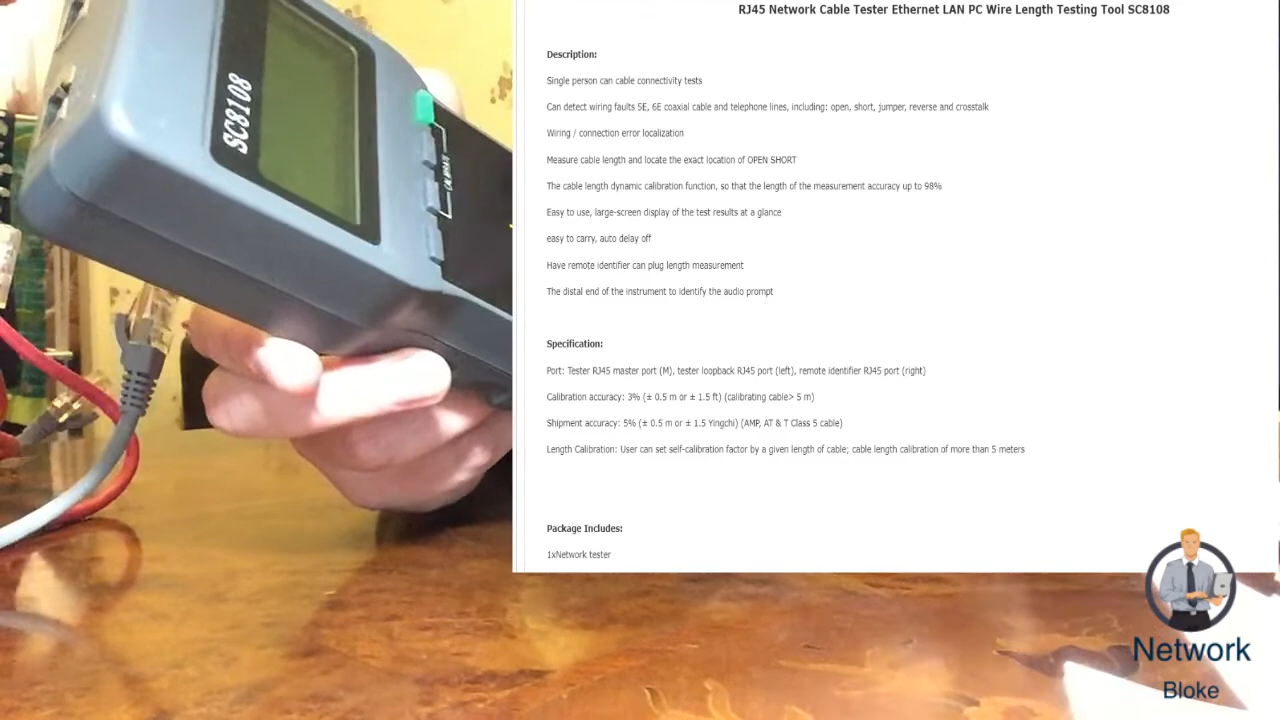 RJ45 Network Cable Tester Ethernet LAN PC Wire Length Testing Tool SC8108
Description:
Single person can cable connectivity tests
Can detect wiring faults 5E, 6E coaxial cable and telephone lines, including: open, short, jumper, reverse and crosstalk
Wiring / connection error localization
Measure cable length and locate the exact location of OPEN SHORT
The cable length dynamic calibration function, so that the length of the measurement accuracy up to 98%
Easy to use, large-screen display of the test results at a glance
easy to carry, auto delay off
Have remote identifier can plug length measurement
The distal end of the instrument to identify the audio prompt
Specification:
Port: Tester RJ45 master port (M), tester loopback RJ45 port (left), remote identifier RJ45 port (right)
Calibration accuracy: 3% (± 0.5 m or ± 1.5 ft) (calibrating cable> 5 m)
Shipment accuracy: 5% (± 0.5 m or ± 1.5 Yingchi) (AMP, AT & T Class 5 cable)
Length Calibration: User can set self-calibration factor by a given length of cable; cable length calibration of more than 5 meters
Package Includes:
1xNetwork tester
SC8108
CALIBRATE
Network
Bloke